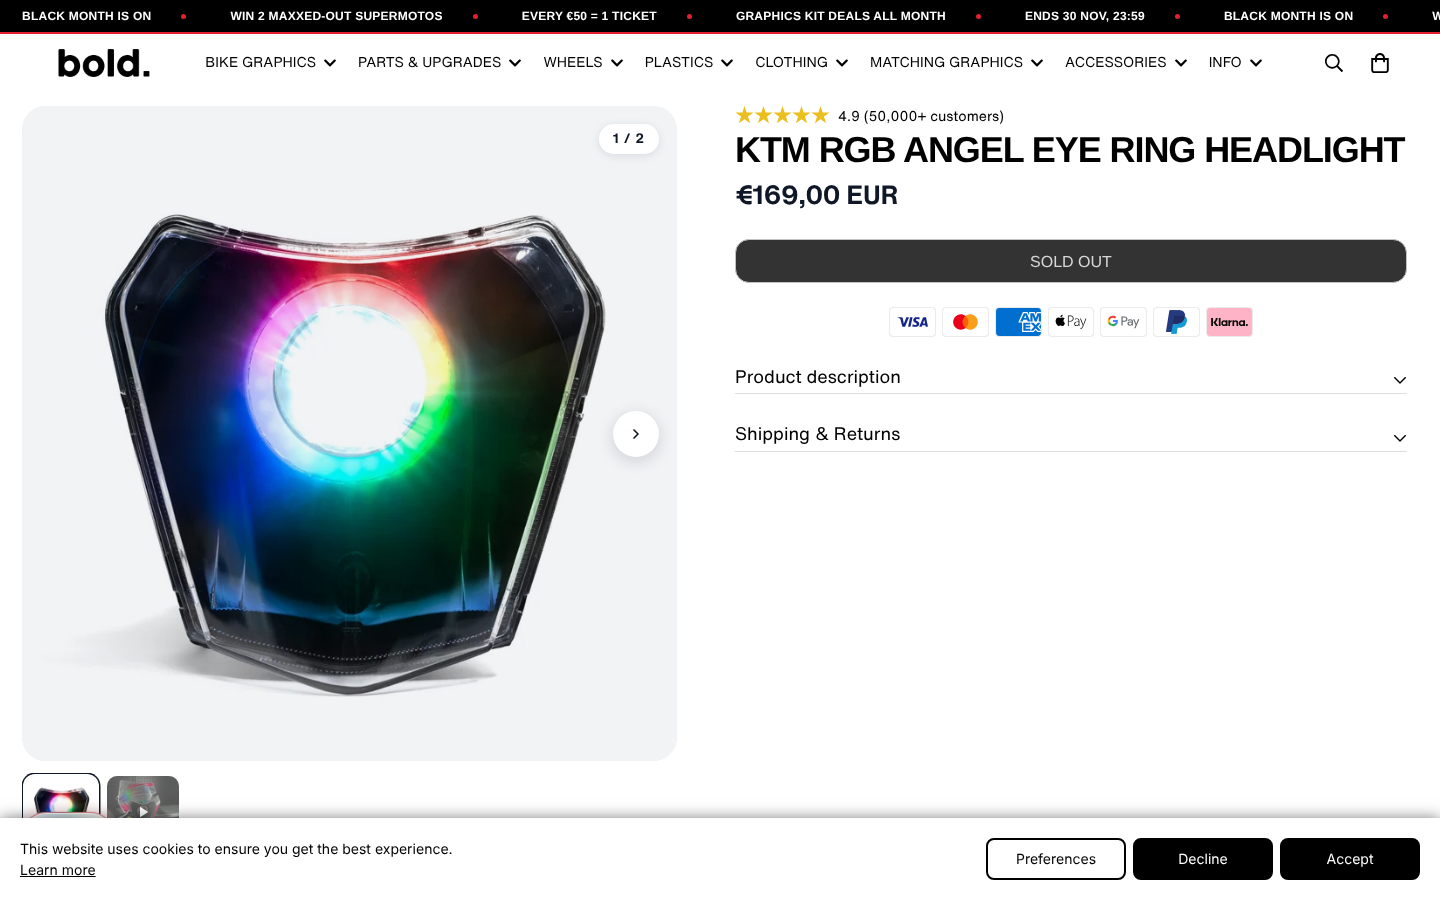 BLACK MONTH IS ON • WIN 2 MAXXED-OUT SUPERMOTOS • EVERY €50 = 1 TICKET • GRAPHICS KIT DEALS ALL MONTH • ENDS 30 NOV, 23:59 • BLACK MONTH IS ON •
bold. BIKE GRAPHICS PARTS & UPGRADES WHEELS PLASTICS CLOTHING MATCHING GRAPHICS ACCESSORIES INFO
1 / 2
4.9 (50,000+ customers)
KTM RGB ANGEL EYE RING HEADLIGHT
€169,00 EUR
SOLD OUT
VISA AMEX Pay G Pay Klarna.
Product description
Shipping & Returns
This website uses cookies to ensure you get the best experience.
Learn more
Preferences Decline Accept